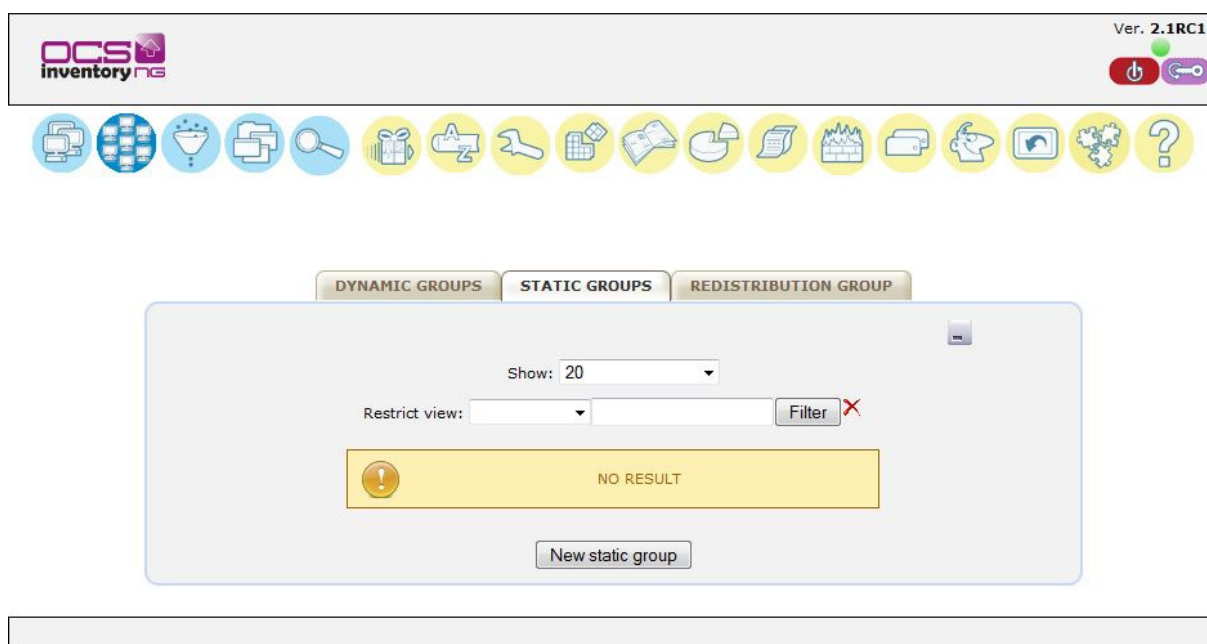 Ver. 2.1RC1
OCS
inventory NG
A
Z
?
DYNAMIC GROUPS STATIC GROUPS REDISTRIBUTION GROUP
Show: 20
Restrict view: Filter
! NO RESULT
New static group